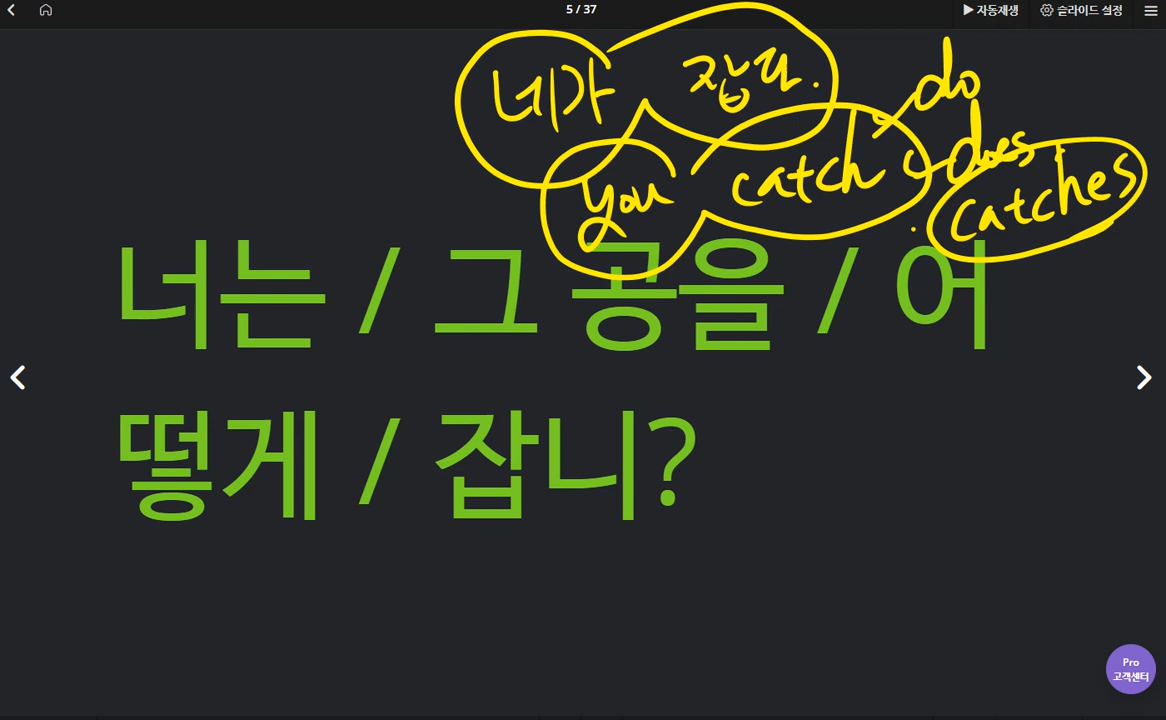 5 / 37
자동재생
슬라이드 설정
네가 잡다.
you catch
do
does
catches
너는 / 그 공을 / 어
떻게 / 잡니?
Pro
고객센터